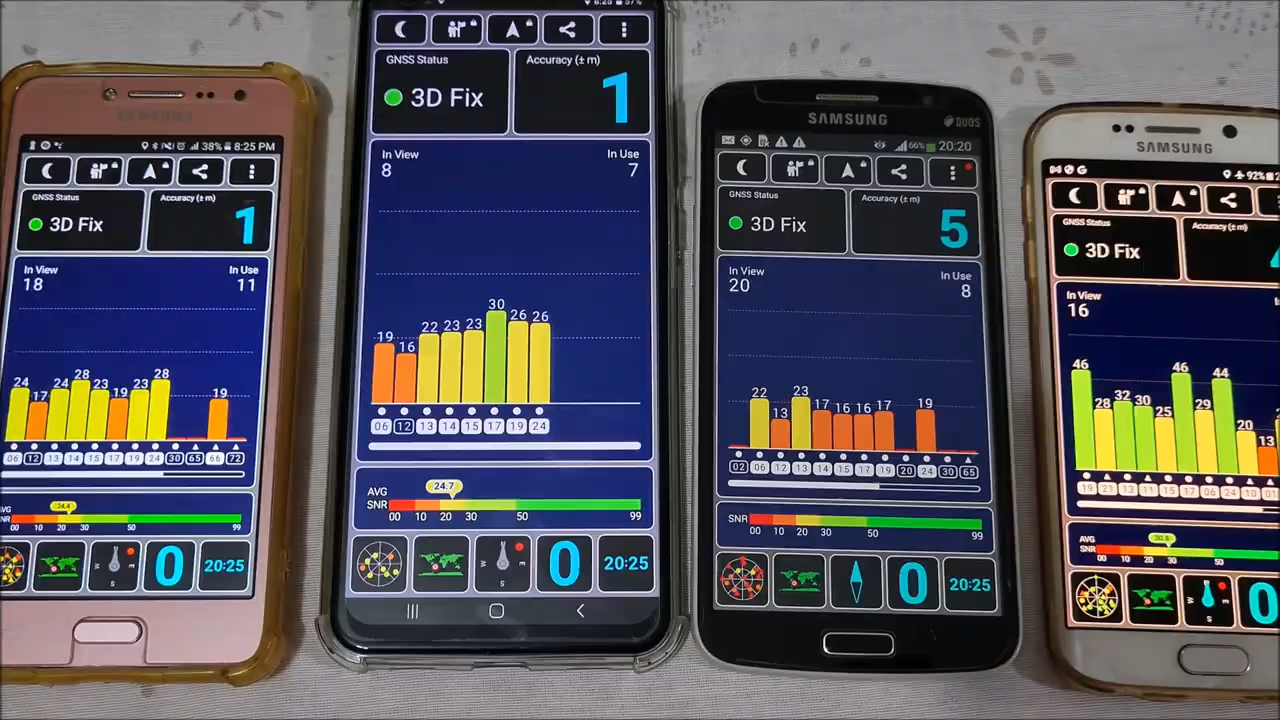 SAMSUNG
38% 8:25 PM
GNSS Status
Accuracy (± m)
3D Fix
1
In View
18
In Use
11
24 17 24 28 23 19 23 28 19
06 12 13 14 15 17 19 24 30 65 66 72
24.4
SNR
00 10 20 30 50 99
0
20:25
8:25 57%
GNSS Status
Accuracy (± m)
3D Fix
1
In View
8
In Use
7
19 16 22 23 23 30 26 26
06 12 13 14 15 17 19 24
AVG
24.7
SNR
00 10 20 30 50 99
W E
S
0
20:25
SAMSUNG
DUOS
66% 20:20
GNSS Status
Accuracy (± m)
3D Fix
5
In View
20
In Use
8
22 13 23 17 16 16 17 19
02 06 12 13 14 15 17 19 20 24 30 65
SNR
00 10 20 30 50 99
0
20:25
SAMSUNG
92%
GNSS Status
Accuracy (± m)
3D Fix
In View
16
46 28 32 30 25 46 29 44 20 13
19 21 13 11 15 17 06 24 10 01
AVG
SNR
00 10 20 30 50
W E
S
0